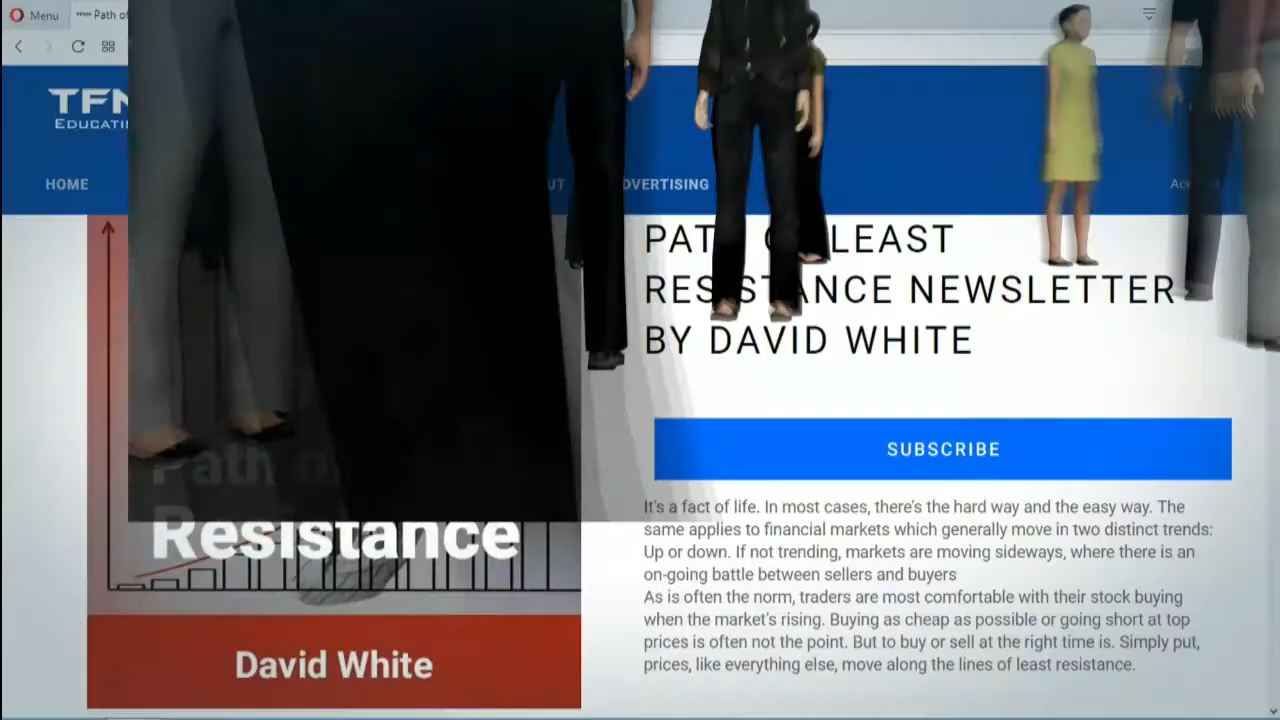 Menu
Path of
TFN
EDUCATI
HOME
UT
DVERTISING
PATH OF LEAST
RESISTANCE NEWSLETTER
BY DAVID WHITE
SUBSCRIBE
Path o
Resistance
David White
It's a fact of life. In most cases, there's the hard way and the easy way. The
same applies to financial markets which generally move in two distinct trends:
Up or down. If not trending, markets are moving sideways, where there is an
on-going battle between sellers and buyers
As is often the norm, traders are most comfortable with their stock buying
when the market's rising. Buying as cheap as possible or going short at top
prices is often not the point. But to buy or sell at the right time is. Simply put,
prices, like everything else, move along the lines of least resistance.